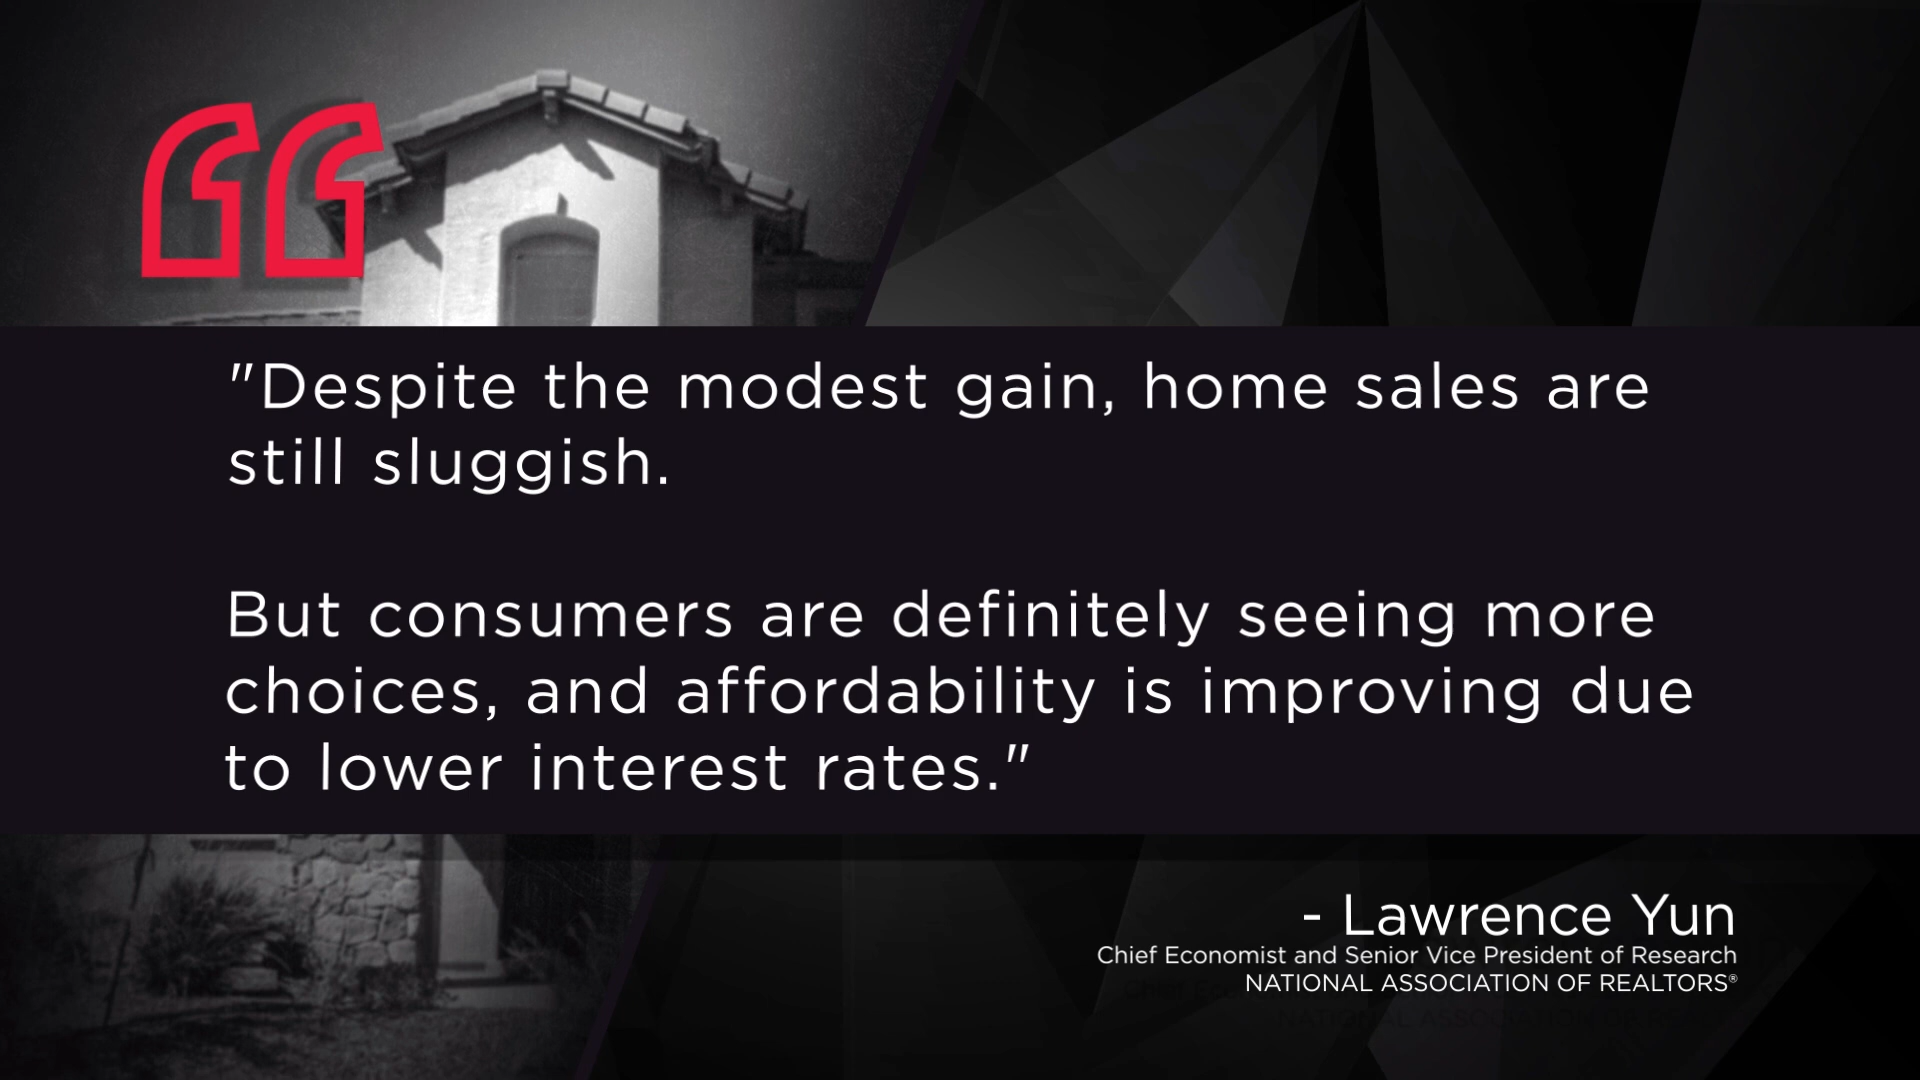 "Despite the modest gain, home sales are
still sluggish.
But consumers are definitely seeing more
choices, and affordability is improving due
to lower interest rates."
- Lawrence Yun
Chief Economist and Senior Vice President of Research
NATIONAL ASSOCIATION OF REALTORS®